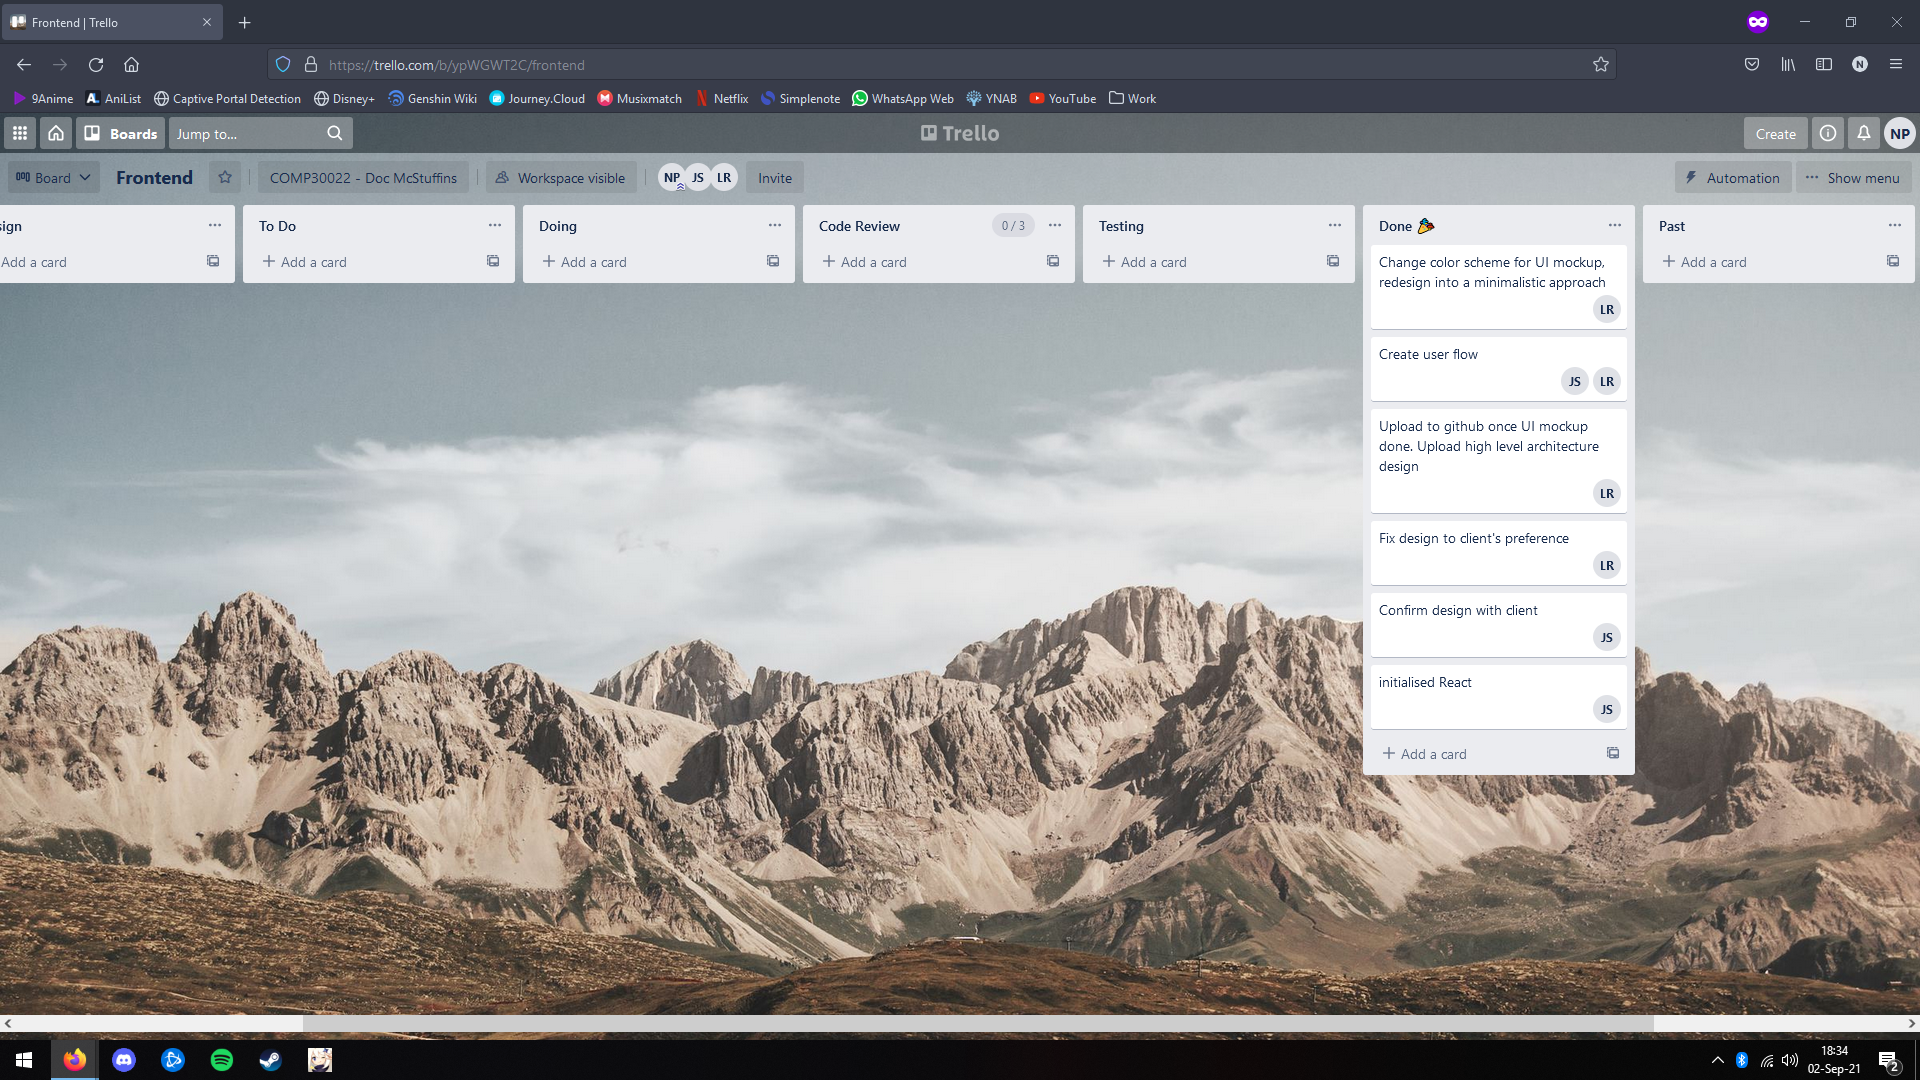 Frontend | Trello
https://trello.com/b/ypWGWT2C/frontend
9Anime
AniList
Captive Portal Detection
Disney+
Genshin Wiki
Journey.Cloud
Musixmatch
Netflix
Simplenote
WhatsApp Web
YNAB
YouTube
Work
N
Boards
Jump to...
Trello
Create
NP
Board
Frontend
COMP30022 - Doc McStuffins
Workspace visible
NP
JS
LR
Invite
Automation
Show menu
sign
Add a card
To Do
Add a card
Doing
Add a card
Code Review
0 / 3
Add a card
Testing
Add a card
Done
Change color scheme for UI mockup,
redesign into a minimalistic approach
LR
Create user flow
JS LR
Upload to github once UI mockup
done. Upload high level architecture
design
LR
Fix design to client's preference
LR
Confirm design with client
JS
initialised React
JS
Add a card
Past
Add a card
18:34
02-Sep-21
2